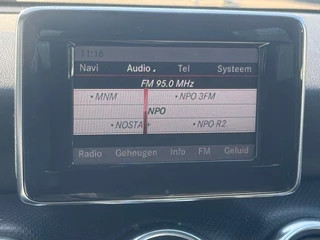 11:16
Navi Audio Tel Systeem
FM 95.0 MHz
• MNM • NPO 3FM
NPO
• NOSTA • NPO R2
Radio Geheugen Info FM Geluid